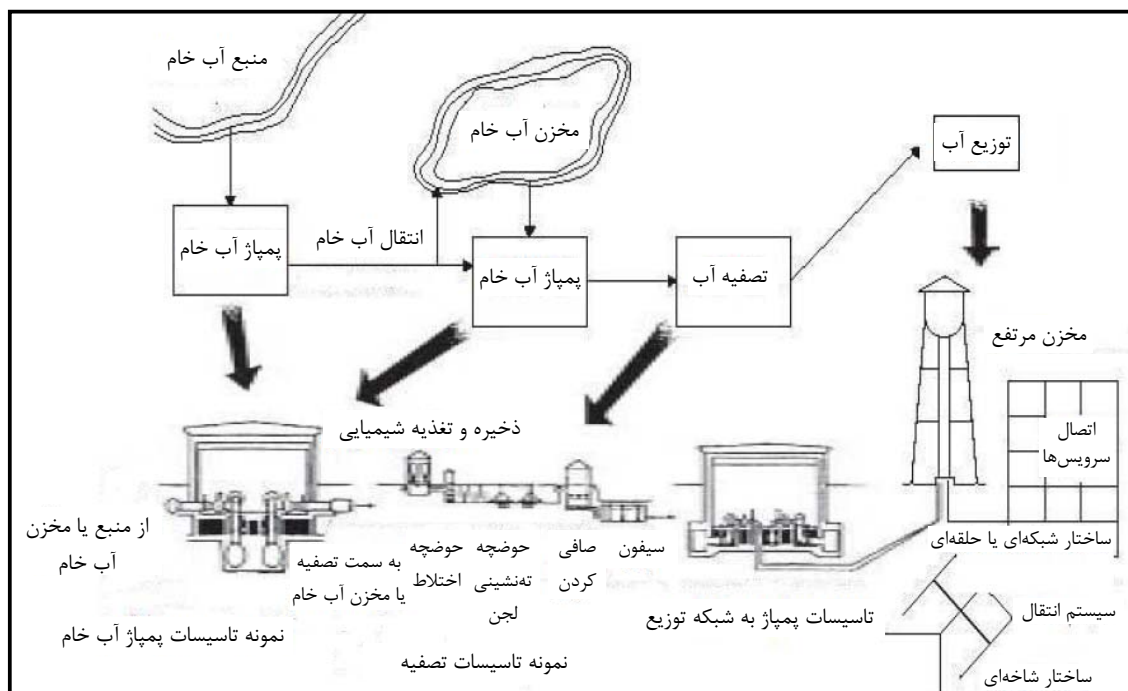 منبع آب خام
مخزن آب خام
توزیع آب
پمپاژ آب خام
انتقال آب خام
پمپاژ آب خام
تصفیه آب
مخزن مرتفع
ذخیره و تغذیه شیمیایی
اتصال
سرویس‌ها
از منبع یا مخزن
آب خام
به سمت تصفیه
یا مخزن آب خام
حوضچه
اختلاط
حوضچه
ته‌نشینی
لجن
صافی
کردن
سیفون
ساختار شبکه‌ای یا حلقه‌ای
تاسیسات پمپاژ به شبکه توزیع
سیستم انتقال
نمونه تاسیسات پمپاژ آب خام
نمونه تاسیسات تصفیه
ساختار شاخه‌ای